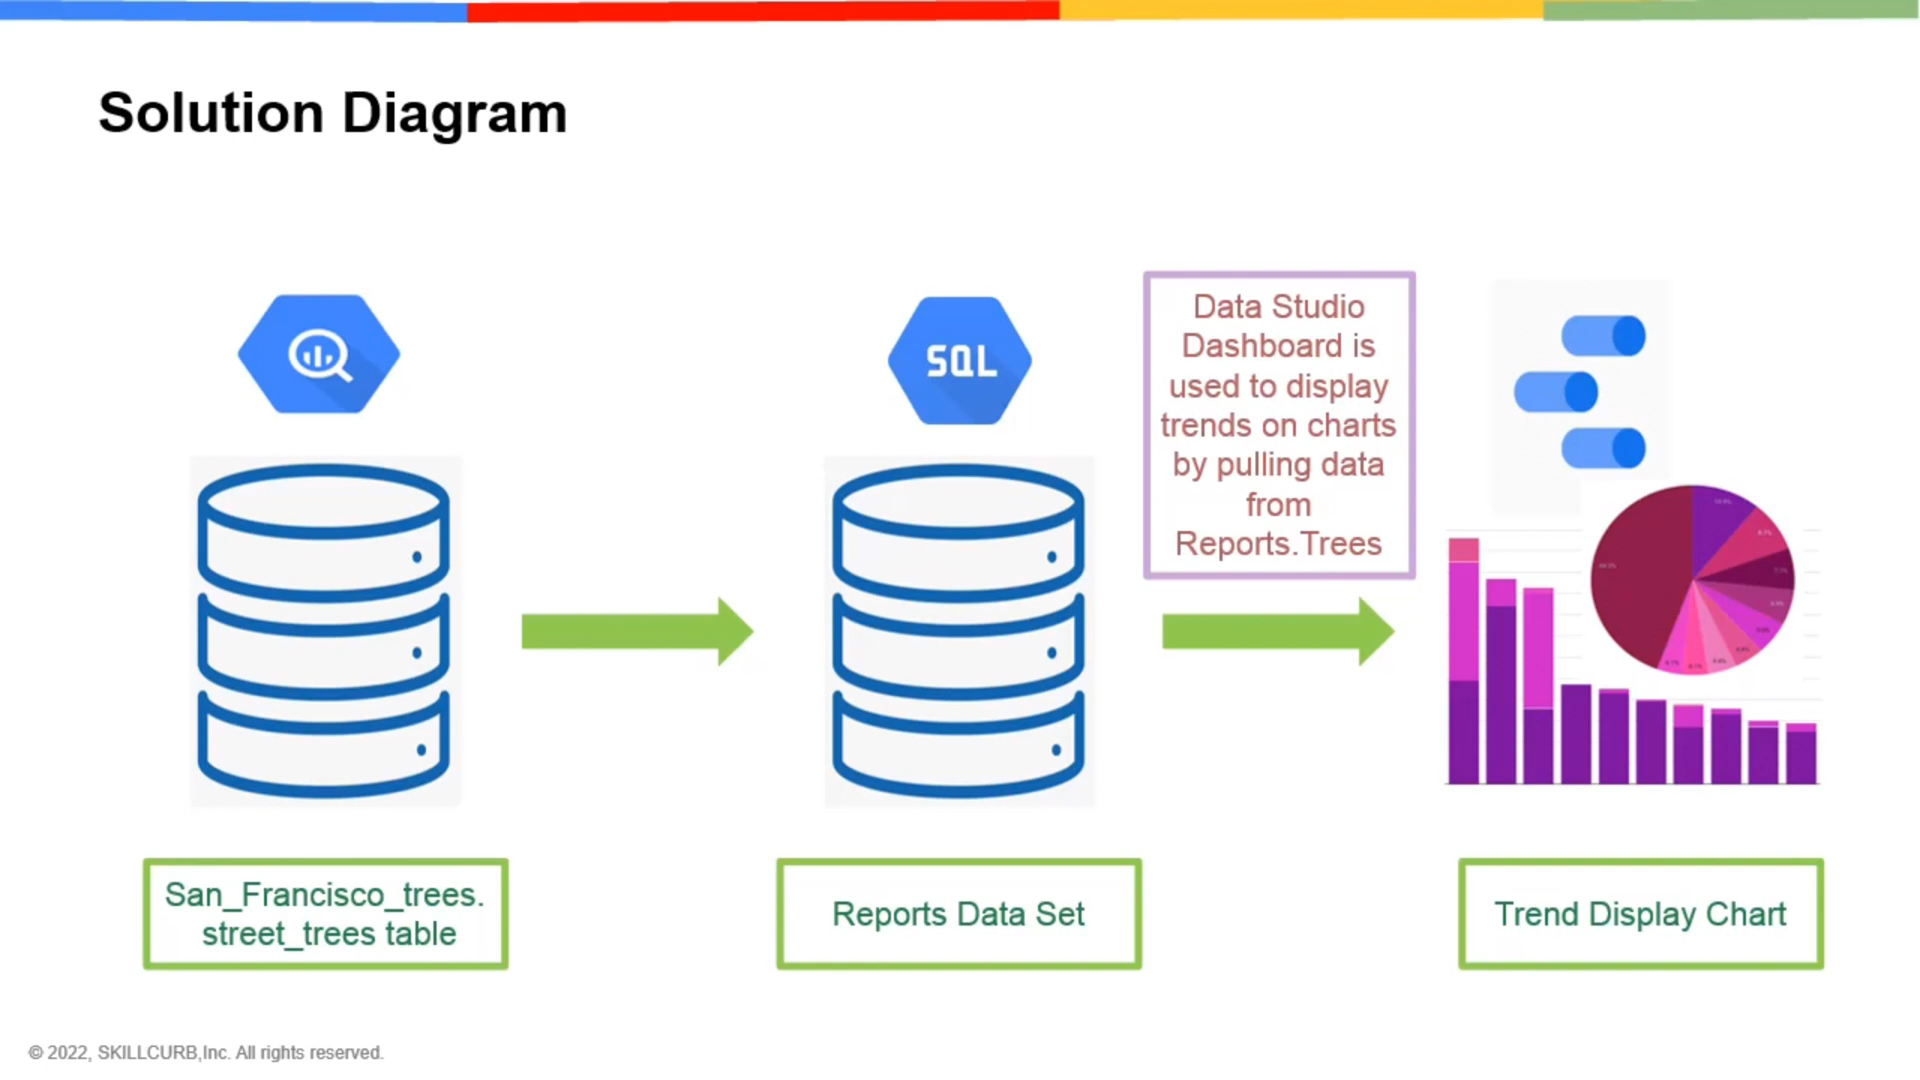 Solution Diagram
SQL
Data Studio
Dashboard is
used to display
trends on charts
by pulling data
from
Reports.Trees
San_Francisco_trees.
street_trees table
Reports Data Set
Trend Display Chart
© 2022, SKILLCURB,Inc. All rights reserved.